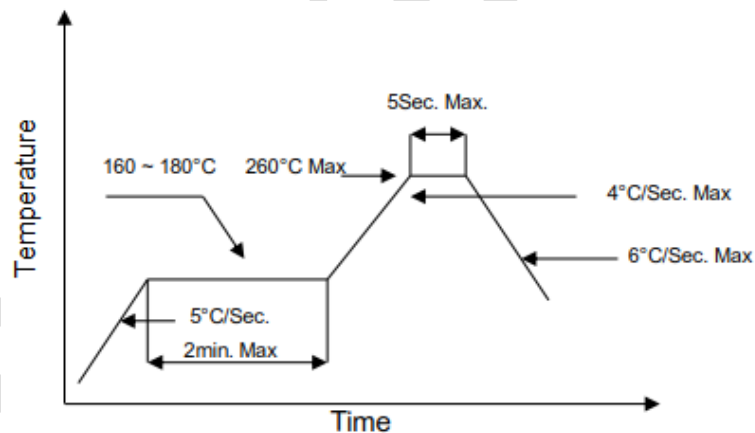 5Sec. Max.
160 ~ 180°C 260°C Max
4°C/Sec. Max
6°C/Sec. Max
5°C/Sec.
2min. Max
Temperature
Time